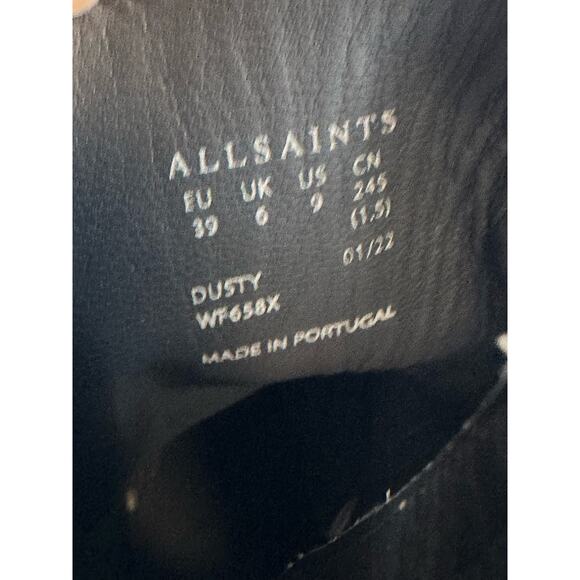 ALLSAINTS
EU UK US CN
39 6 9 245
(1.5)
01/22
DUSTY
WF658X
MADE IN PORTUGAL